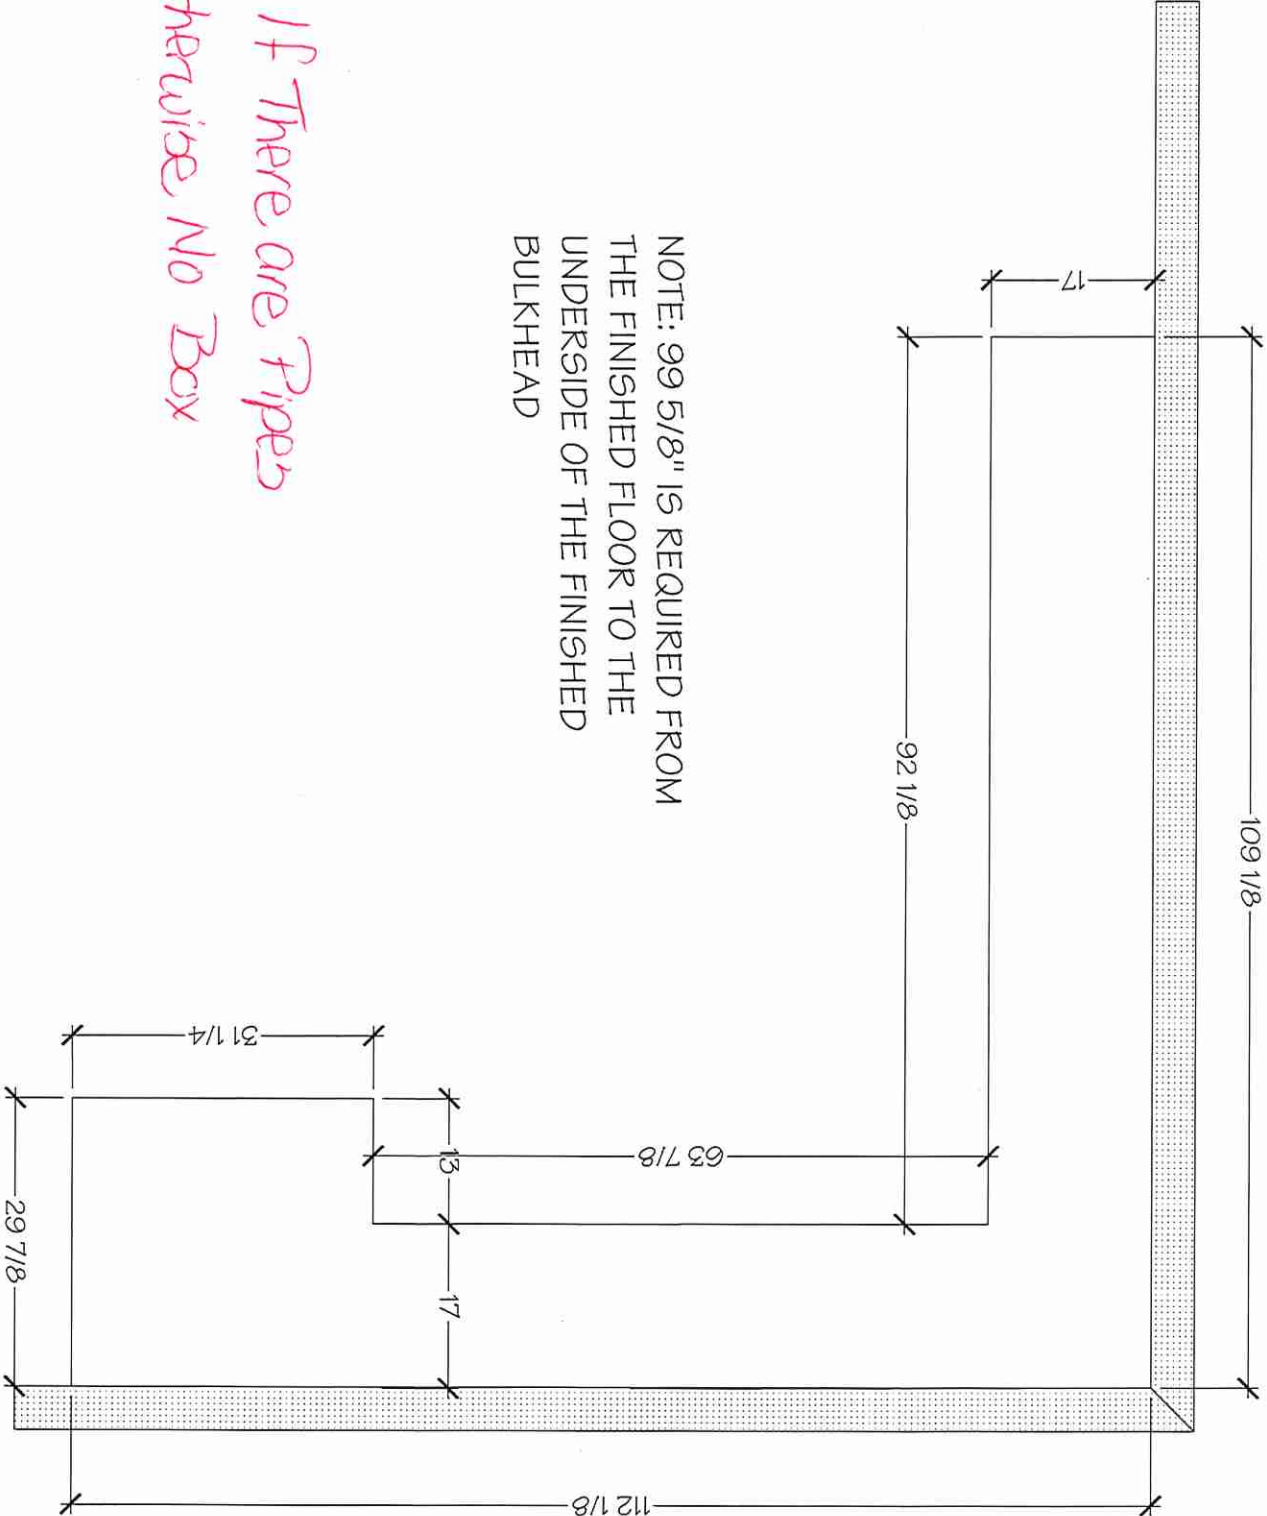 If There are Pipes
herwise No Box
NOTE: 99 5/8" IS REQUIRED FROM
THE FINISHED FLOOR TO THE
UNDERSIDE OF THE FINISHED
BULKHEAD
109 1/8
17
92 1/8
63 7/8
31 1/4
13
17
29 7/8
112 1/8